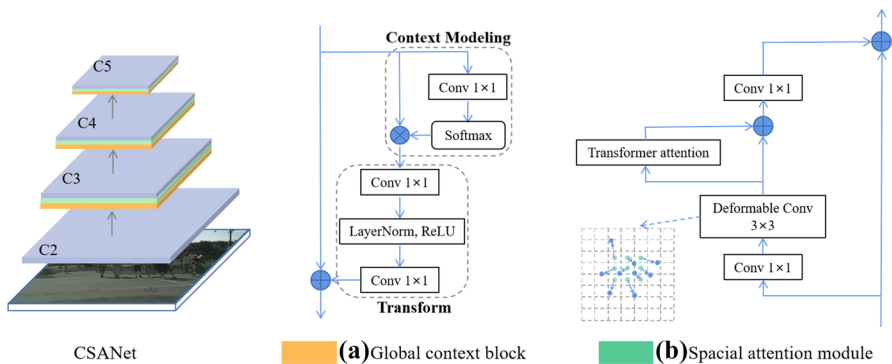 C5
C4
C3
C2
CSANet
Context Modeling
Conv 1×1
Softmax
Conv 1×1
LayerNorm, ReLU
Conv 1×1
Transform
(a) Global context block
Conv 1×1
Transformer attention
Deformable Conv
3×3
Conv 1×1
(b) Spacial attention module